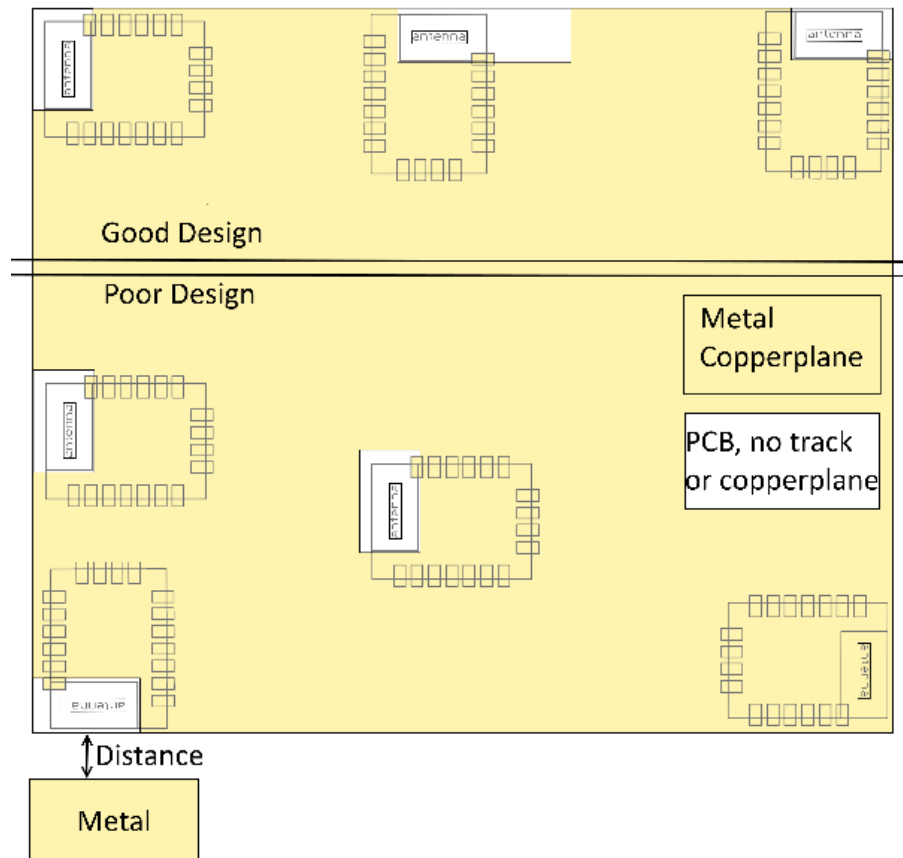 antenna
antenna
antenna
Good Design
Poor Design
Metal
Copperplane
antenna
PCB, no track
or copperplane
antenna
antenna
antenna
Distance
Metal